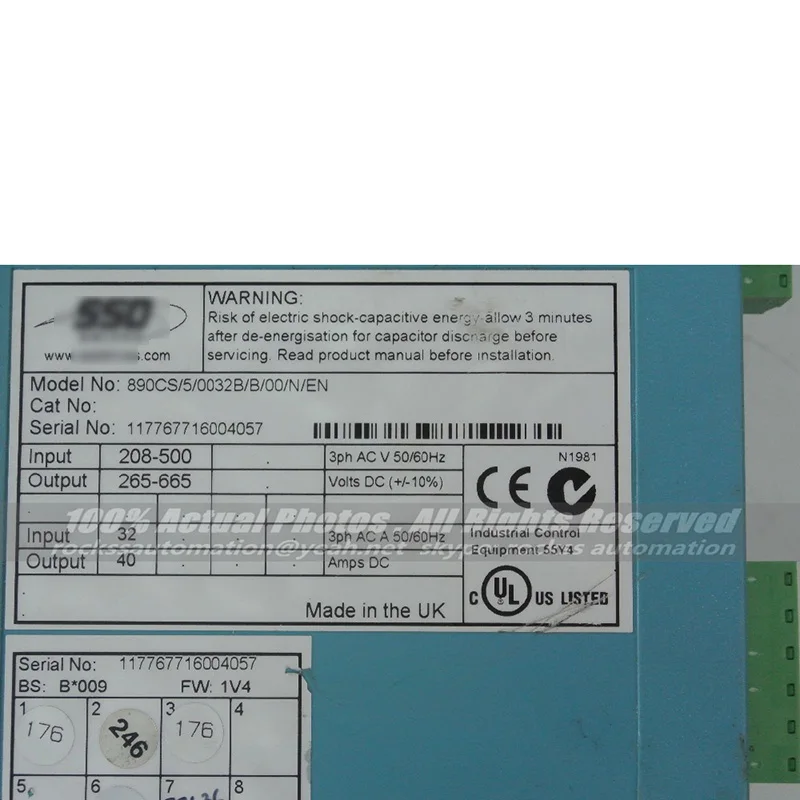 SSD
WARNING:
Risk of electric shock-capacitive energy-allow 3 minutes
after de-energisation for capacitor discharge before
servicing. Read product manual before installation.
Model No: 890CS/5/0032B/B/00/N/EN
Cat No:
Serial No: 117767716004057
Input 208-500 3ph AC V 50/60Hz
Output 265-665 Volts DC (+/-10%)
N1981
CE
100% Actual Photos - All Rights Reserved
Input 32 3ph AC A 50/60Hz
Output 40 Amps DC
Industrial Control
Equipment 55Y4
C UL US LISTED
Made in the UK
Serial No: 117767716004057
BS: B*009 FW: 1V4
1 2 3 4
176 246 176
5 6 7 8